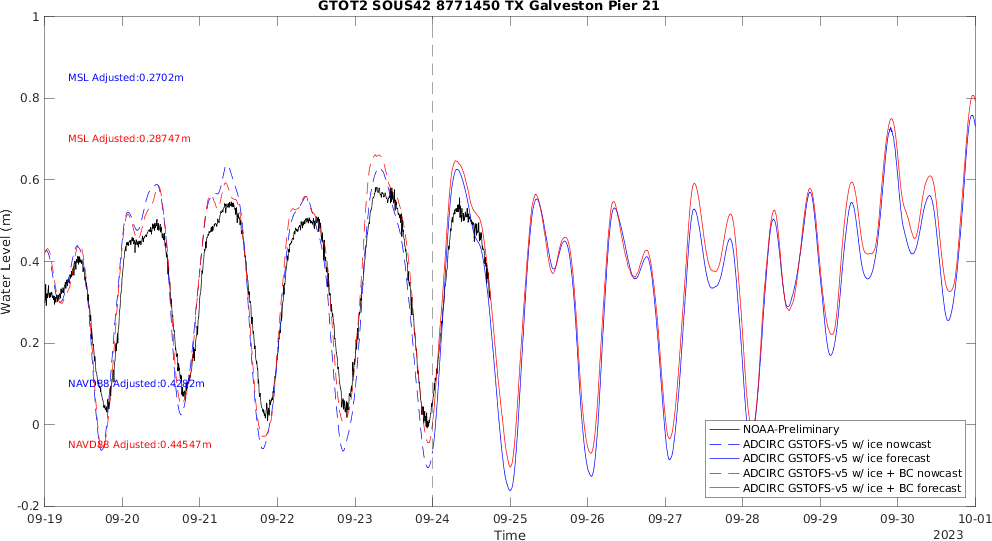 GTOT2 SOUS42 8771450 TX Galveston Pier 21
1
0.8
0.6
0.4
0.2
0
-0.2
Water Level (m)
MSL Adjusted:0.2702m
MSL Adjusted:0.28747m
NAVD88 Adjusted:0.4282m
NAVD88 Adjusted:0.44547m
NOAA-Preliminary
ADCIRC GSTOFS-v5 w/ ice nowcast
ADCIRC GSTOFS-v5 w/ ice forecast
ADCIRC GSTOFS-v5 w/ ice + BC nowcast
ADCIRC GSTOFS-v5 w/ ice + BC forecast
09-19 09-20 09-21 09-22 09-23 09-24 09-25 09-26 09-27 09-28 09-29 09-30 10-01
Time
2023